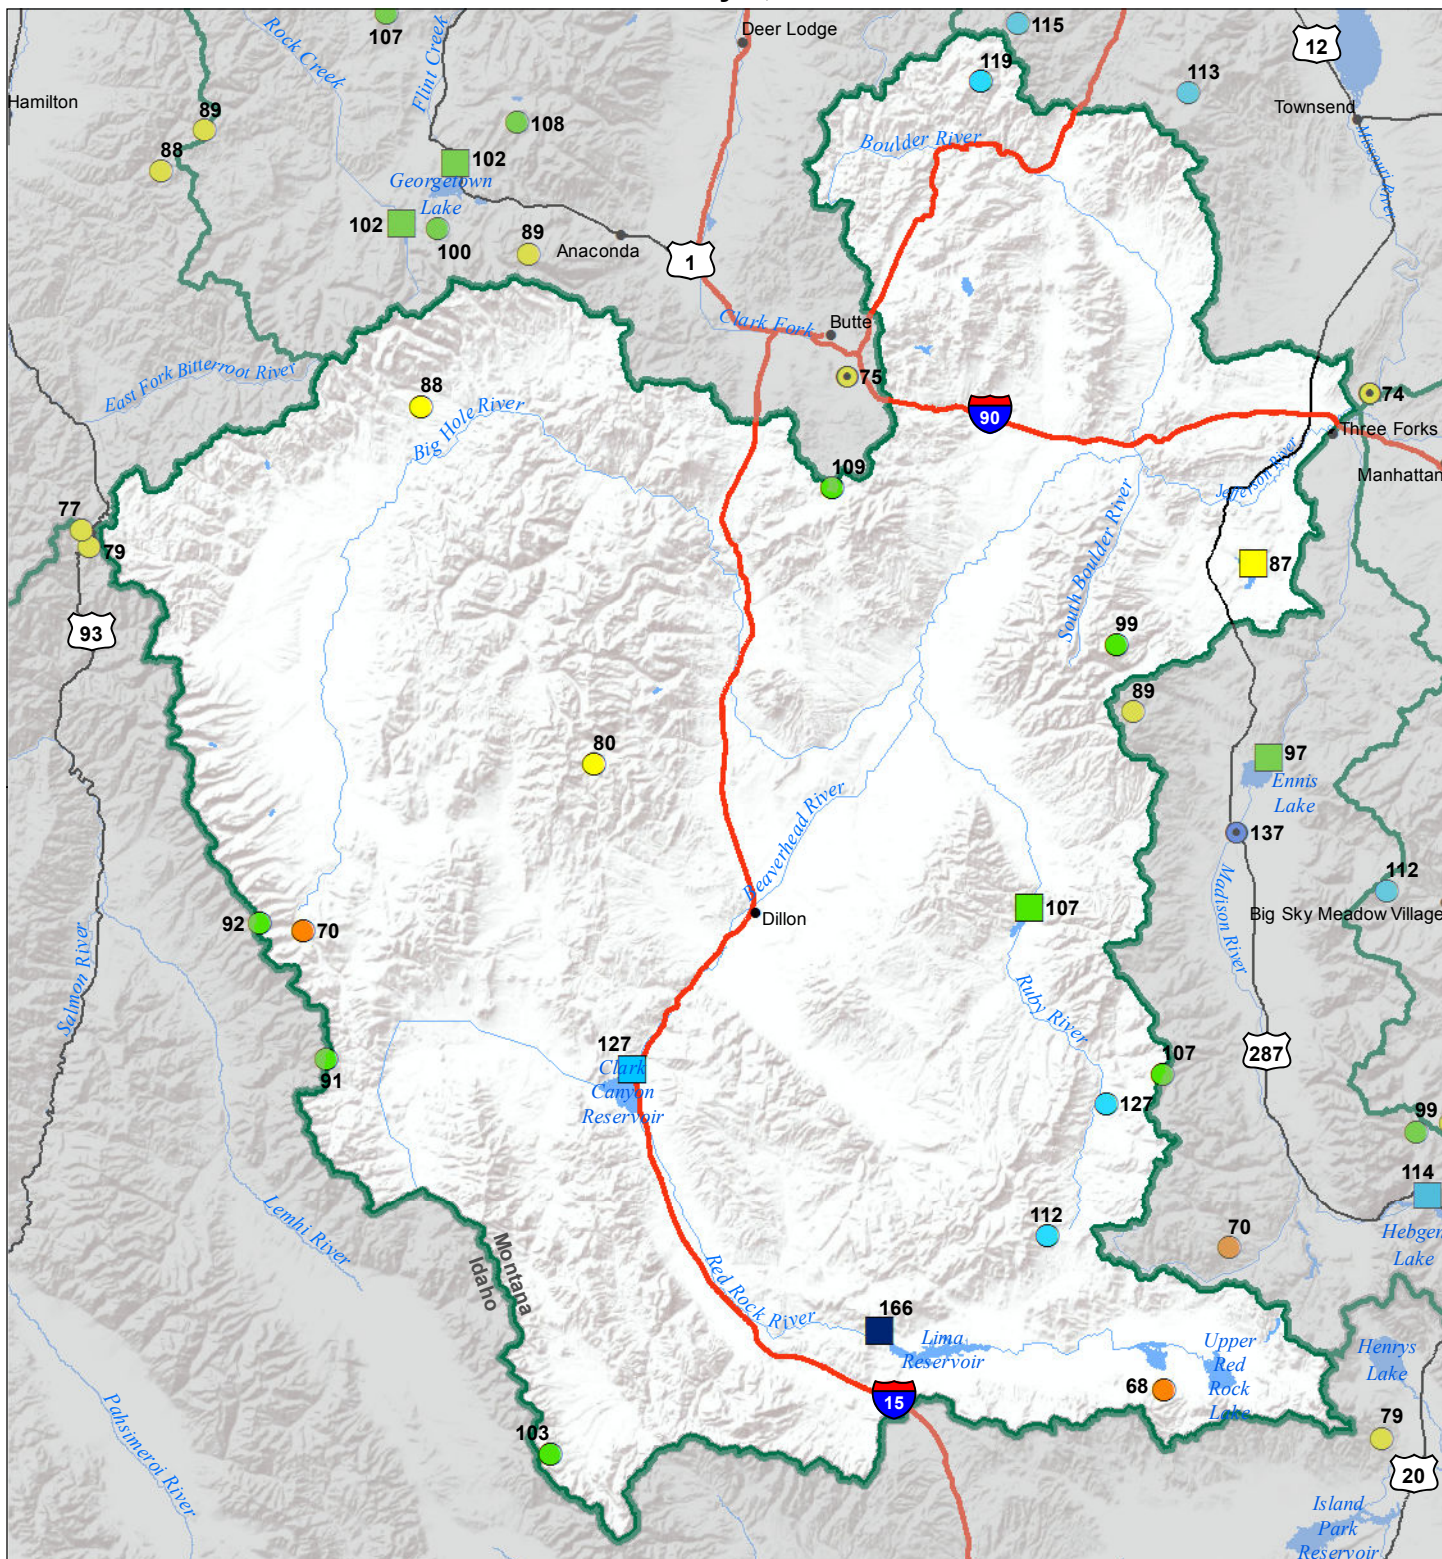 107
Rock Creek
Flint Creek
Deer Lodge
115
12
119
113
Hamilton
89
108
Townsend
88
102
Boulder River
Missouri River
Georgetown
Lake
102
100
89
Anaconda
1
Clark Fork
Butte
East Fork Bitterroot River
75
88
Big Hole River
90
74
Three Forks
Jefferson River
109
Manhattan
77
79
South Boulder River
87
93
99
89
80
97
Ennis
Lake
Beaverhead River
137
Madison River
112
Big Sky Meadow Village
92
70
107
Dillon
Salmon River
Ruby River
127
Clark
Canyon
Reservoir
287
107
91
127
99
114
Lemhi River
Montana
Idaho
112
70
Hebgen
Lake
Red Rock River
166
Lima
Reservoir
Upper
Red
Rock
Lake
Henrys
Lake
68
15
Pahsimeroi River
103
79
20
Island
Park
Reservoir